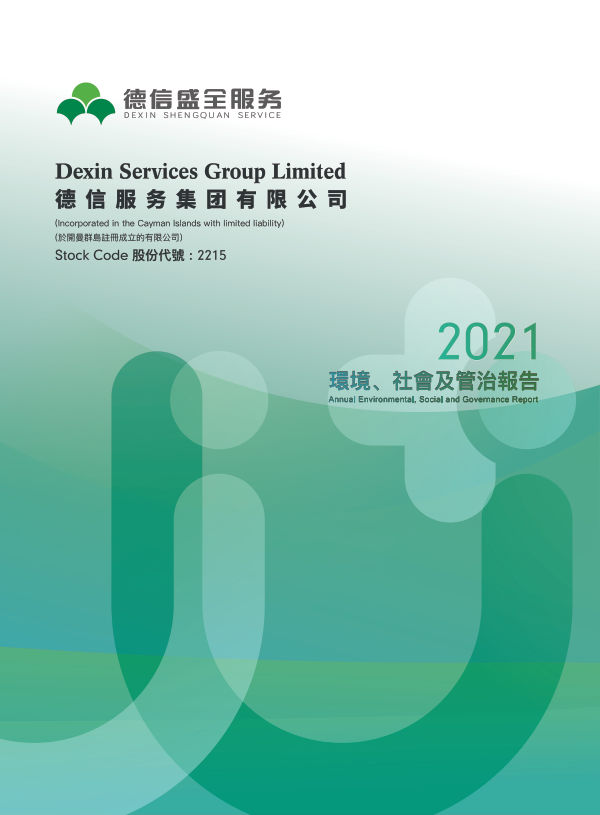 德信盛全服务
DEXIN SHENGQUAN SERVICE
Dexin Services Group Limited
德信服务集团有限公司
(Incorporated in the Cayman Islands with limited liability)
(於開曼群島註冊成立的有限公司)
Stock Code 股份代號：2215
2021
環境、社會及管治報告
Annual Environmental, Social and Governance Report